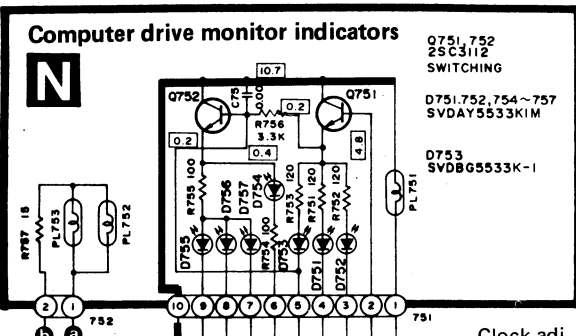 Computer drive monitor indicators
N
Q751,752
2SC3112
SWITCHING
D751.752,754~757
SVDAY5533K1M
D753
SVDBG5533K-1
10.7
Q752
C75
0.00
0.2
Q751
R756
3.3K
0.2
0.4
4.8
R755 100
D756
D757
D754
R753 120
R751 120
R752 120
PL751
R757 15
PL753
PL752
D755
R754 100
D753
D751
D752
2 1 752
10 9 8 7 6 5 4 3 2 1 751
b a
Clock adj